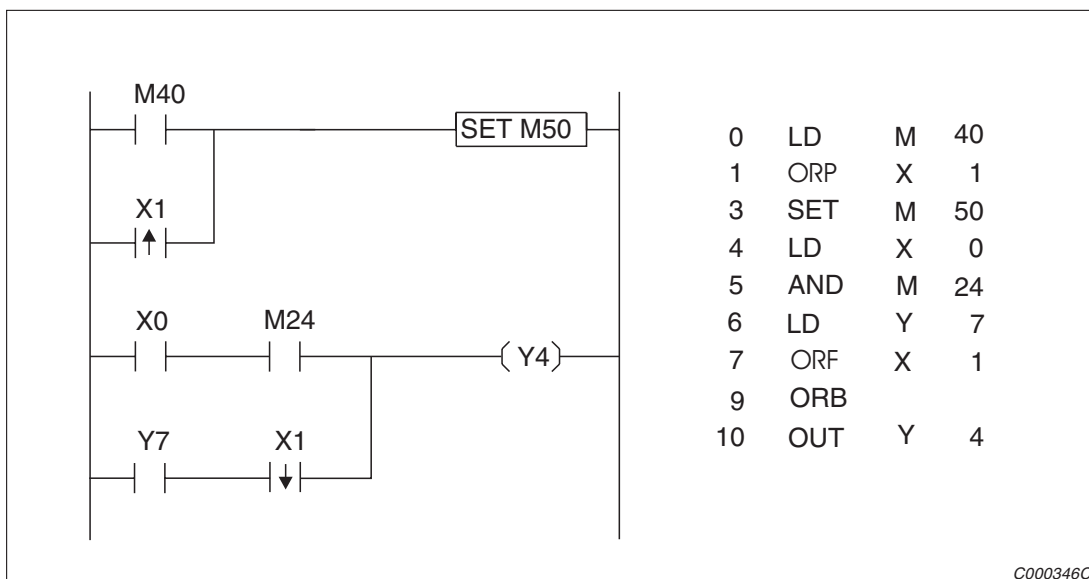 M40
SET M50
X1
X0 M24
( Y4 )
Y7 X1
0 LD M 40
1 ORP X 1
3 SET M 50
4 LD X 0
5 AND M 24
6 LD Y 7
7 ORF X 1
9 ORB
10 OUT Y 4
C000346C